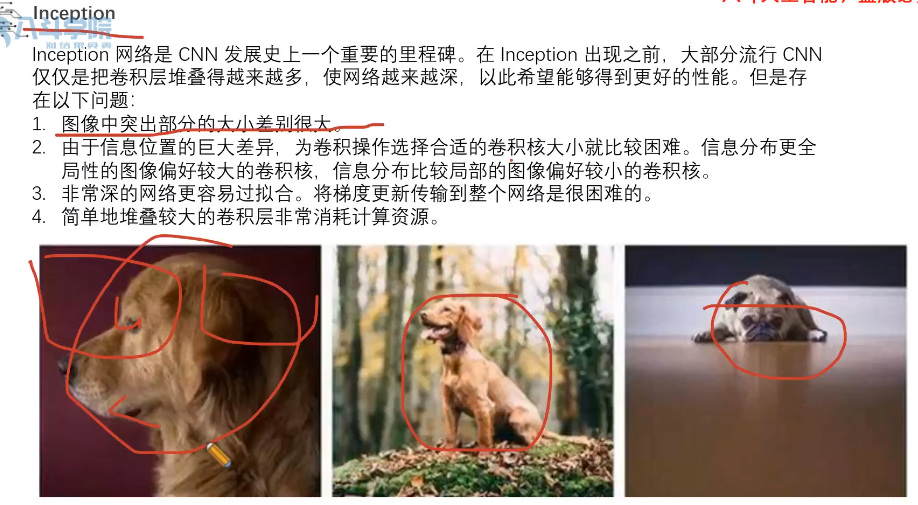 Inception
八斗学院
Inception 网络是 CNN 发展史上一个重要的里程碑。在 Inception 出现之前，大部分流行 CNN
仅仅是把卷积层堆叠得越来越多，使网络越来越深，以此希望能够得到更好的性能。但是存
在以下问题：
1. 图像中突出部分的大小差别很大。
2. 由于信息位置的巨大差异，为卷积操作选择合适的卷积核大小就比较困难。信息分布更全
局性的图像偏好较大的卷积核，信息分布比较局部的图像偏好较小的卷积核。
3. 非常深的网络更容易过拟合。将梯度更新传输到整个网络是很困难的。
4. 简单地堆叠较大的卷积层非常消耗计算资源。